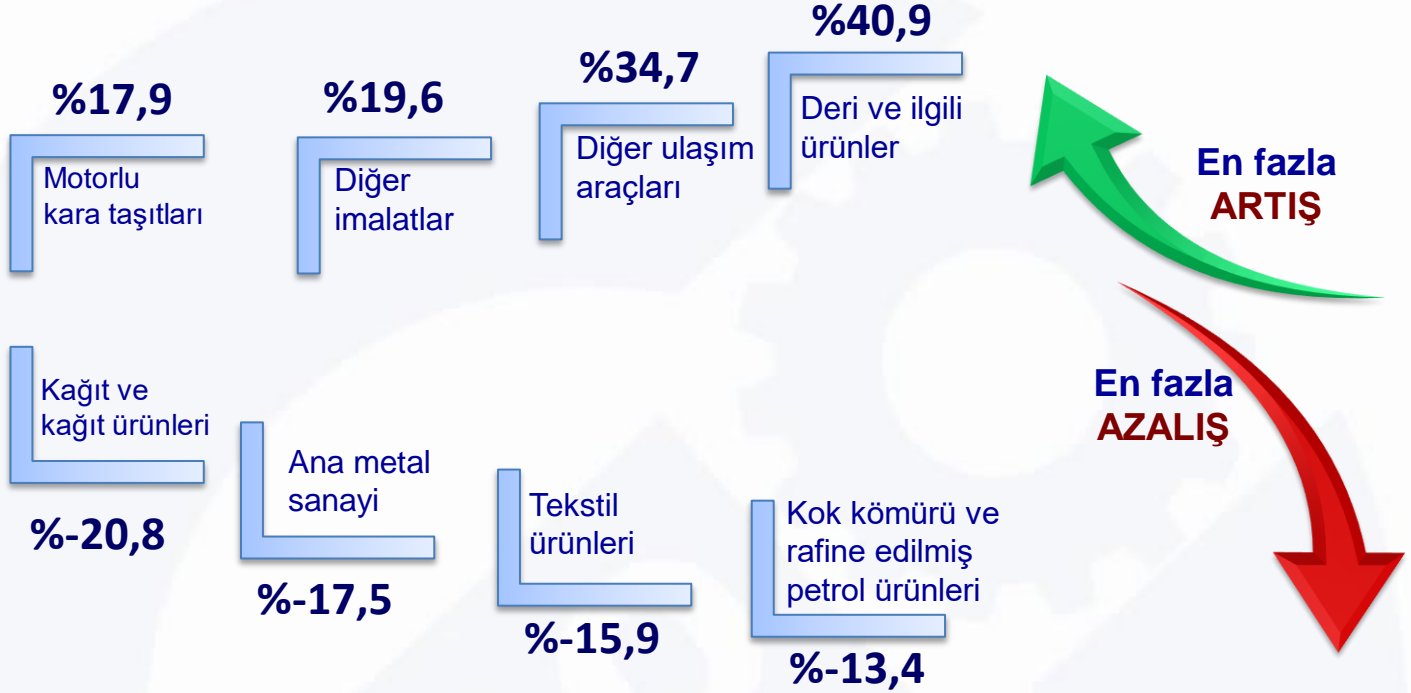 %17,9
Motorlu
kara taşıtları
%19,6
Diğer
imalatlar
%34,7
Diğer ulaşım
araçları
%40,9
Deri ve ilgili
ürünler
En fazla
ARTIŞ
Kağıt ve
kağıt ürünleri
%-20,8
Ana metal
sanayi
%-17,5
Tekstil
ürünleri
%-15,9
Kok kömürü ve
rafine edilmiş
petrol ürünleri
%-13,4
En fazla
AZALIŞ